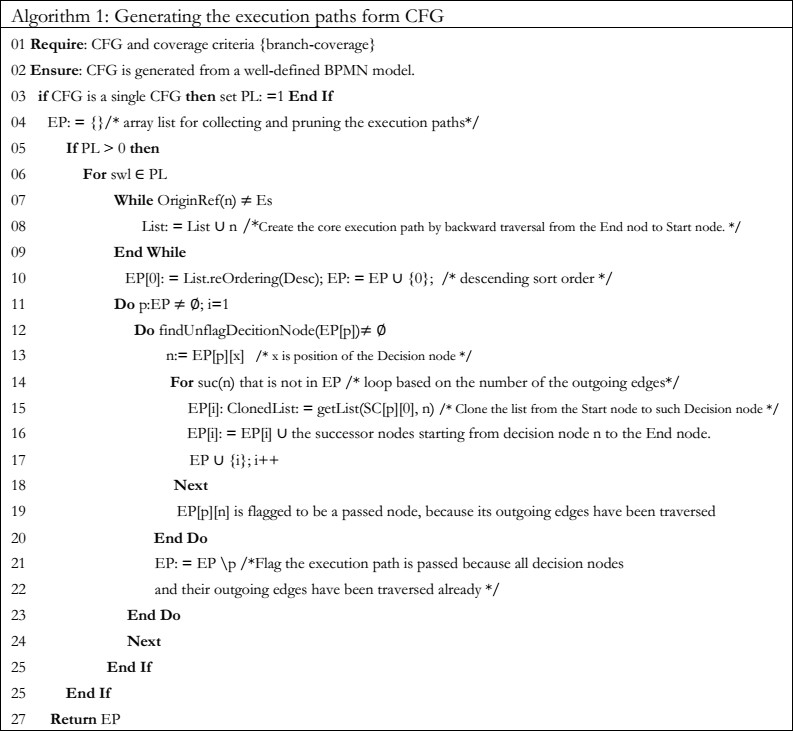 Algorithm 1: Generating the execution paths form CFG
01 Require: CFG and coverage criteria {branch-coverage}
02 Ensure: CFG is generated from a well-defined BPMN model.
03 if CFG is a single CFG then set PL: =1 End If
04 EP: = {}/* array list for collecting and pruning the execution paths*/
05 If PL > 0 then
06 For swl ∈ PL
07 While OriginRef(n) ≠ Es
08 List: = List ∪ n /*Create the core execution path by backward traversal from the End nod to Start node. */
09 End While
10 EP[0]: = List.reOrdering(Desc); EP: = EP ∪ {0}; /* descending sort order */
11 Do p:EP ≠ ∅; i=1
12 Do findUnflagDecitionNode(EP[p])≠ ∅
13 n:= EP[p][x] /* x is position of the Decision node */
14 For suc(n) that is not in EP /* loop based on the number of the outgoing edges*/
15 EP[i]: ClonedList: = getList(SC[p][0], n) /* Clone the list from the Start node to such Decision node */
16 EP[i]: = EP[i] ∪ the successor nodes starting from decision node n to the End node.
17 EP ∪ {i}; i++
18 Next
19 EP[p][n] is flagged to be a passed node, because its outgoing edges have been traversed
20 End Do
21 EP: = EP \p /*Flag the execution path is passed because all decision nodes
22 and their outgoing edges have been traversed already */
23 End Do
24 Next
25 End If
25 End If
27 Return EP